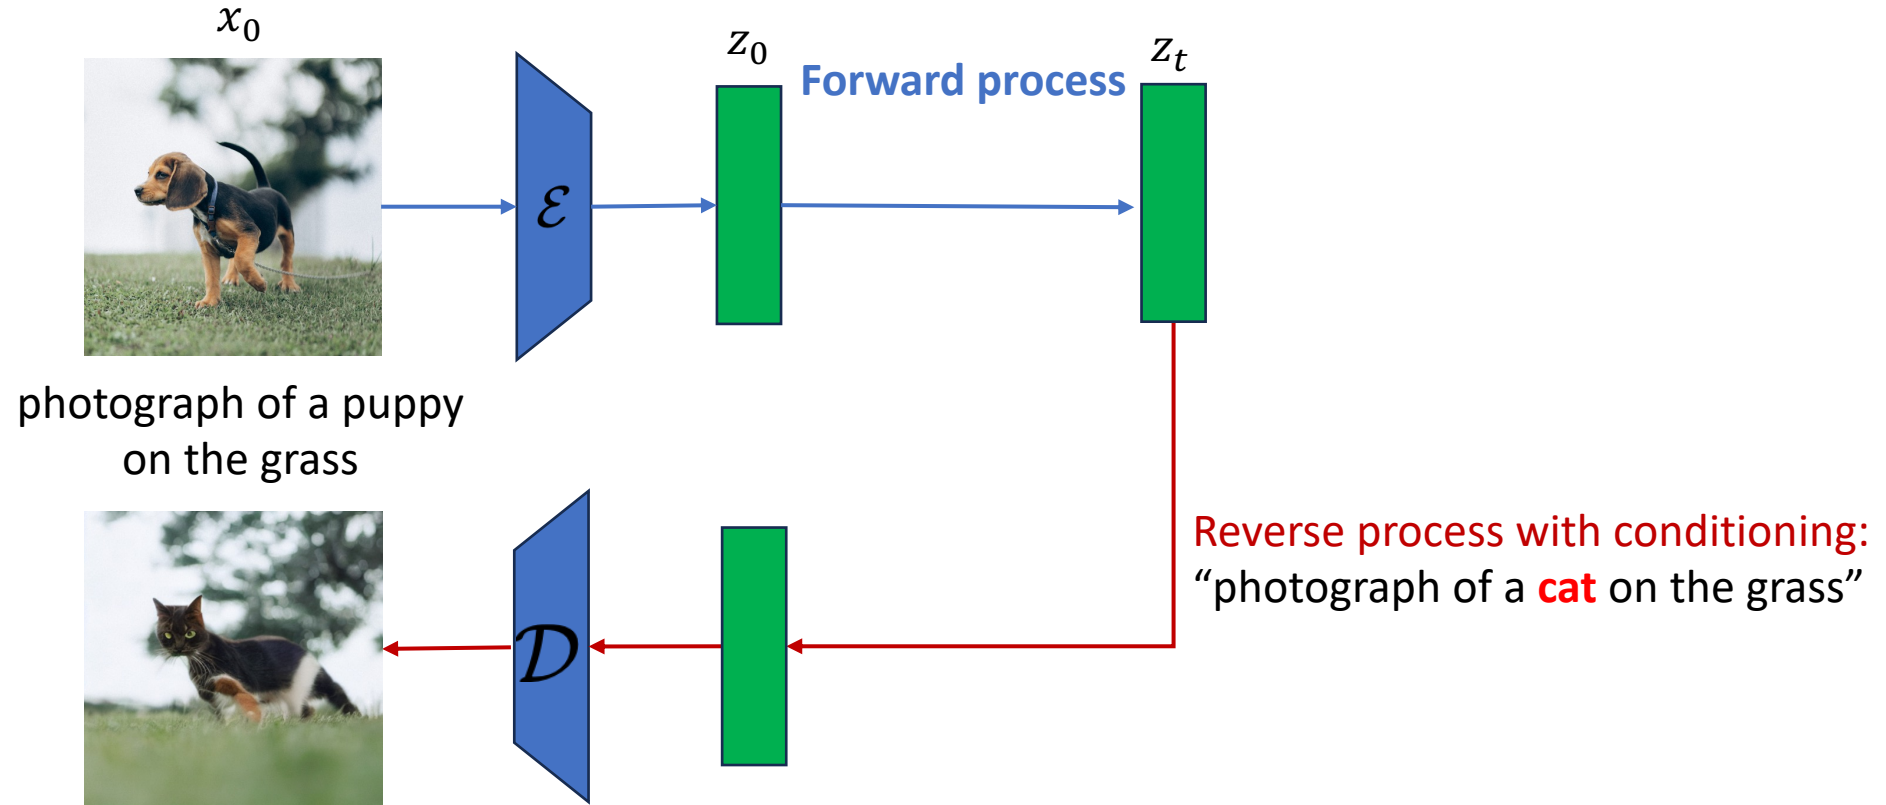 x₀
z₀
z_t
Forward process
ℰ
photograph of a puppy
on the grass
Reverse process with conditioning:
“photograph of a cat on the grass”
𝒟